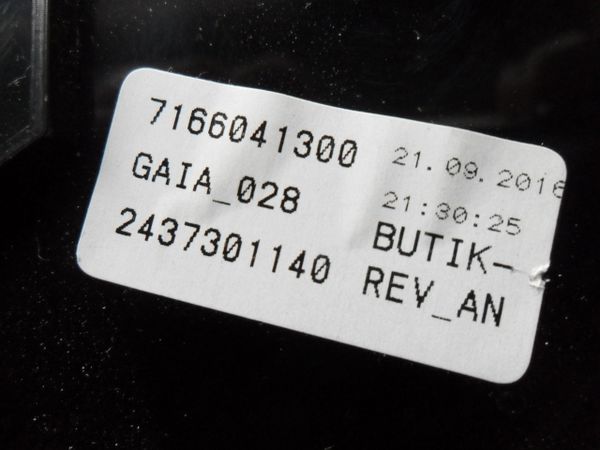 7166041300
GAIA_028
2437301140
21.09.2016
21:30:25
BUTIK-
REV_AN